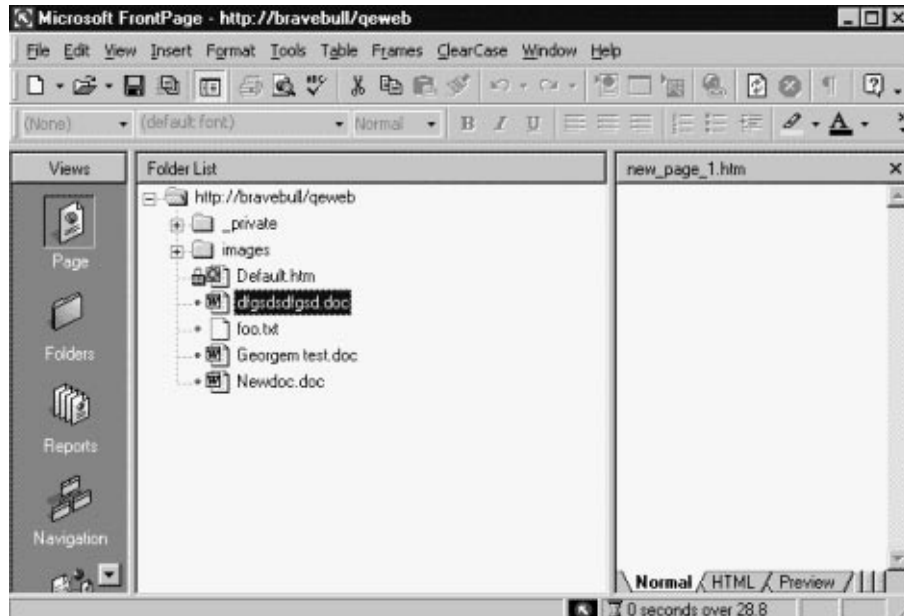 Microsoft FrontPage - http://bravebull/qeweb
File Edit View Insert Format Tools Table Frames ClearCase Window Help
(None) (default font) Normal B I U A
Views Folder List new_page_1.htm
http://bravebull/qeweb
_private
images
Default.htm
dfgsdsdfgsd.doc
foo.txt
Georgem test.doc
Newdoc.doc
Page
Folders
Reports
Navigation
Normal HTML Preview
0 seconds over 28.8